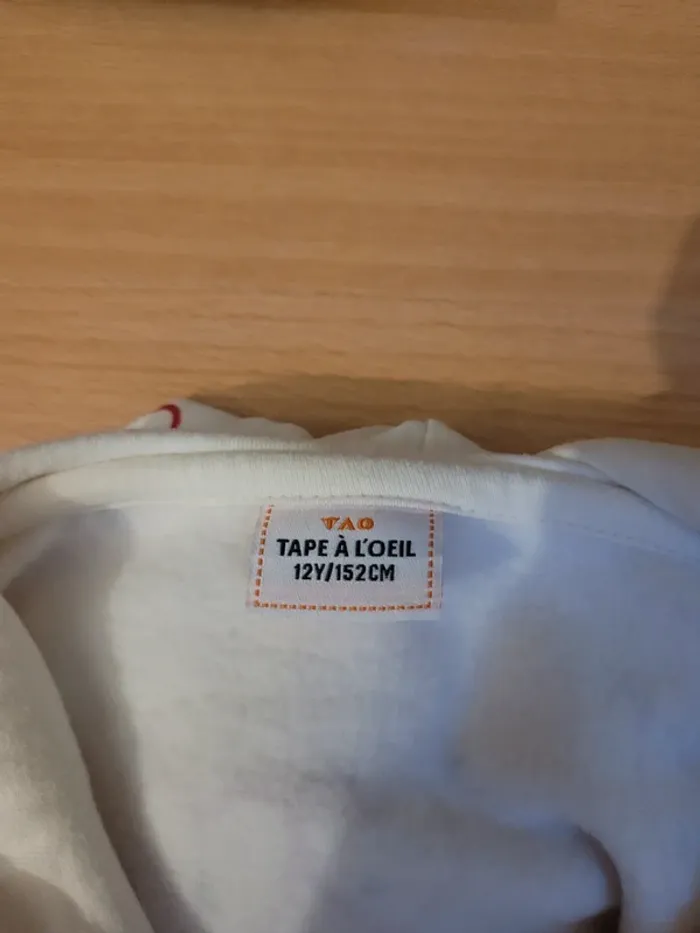 TAO
TAPE À L'OEIL
12Y/152CM